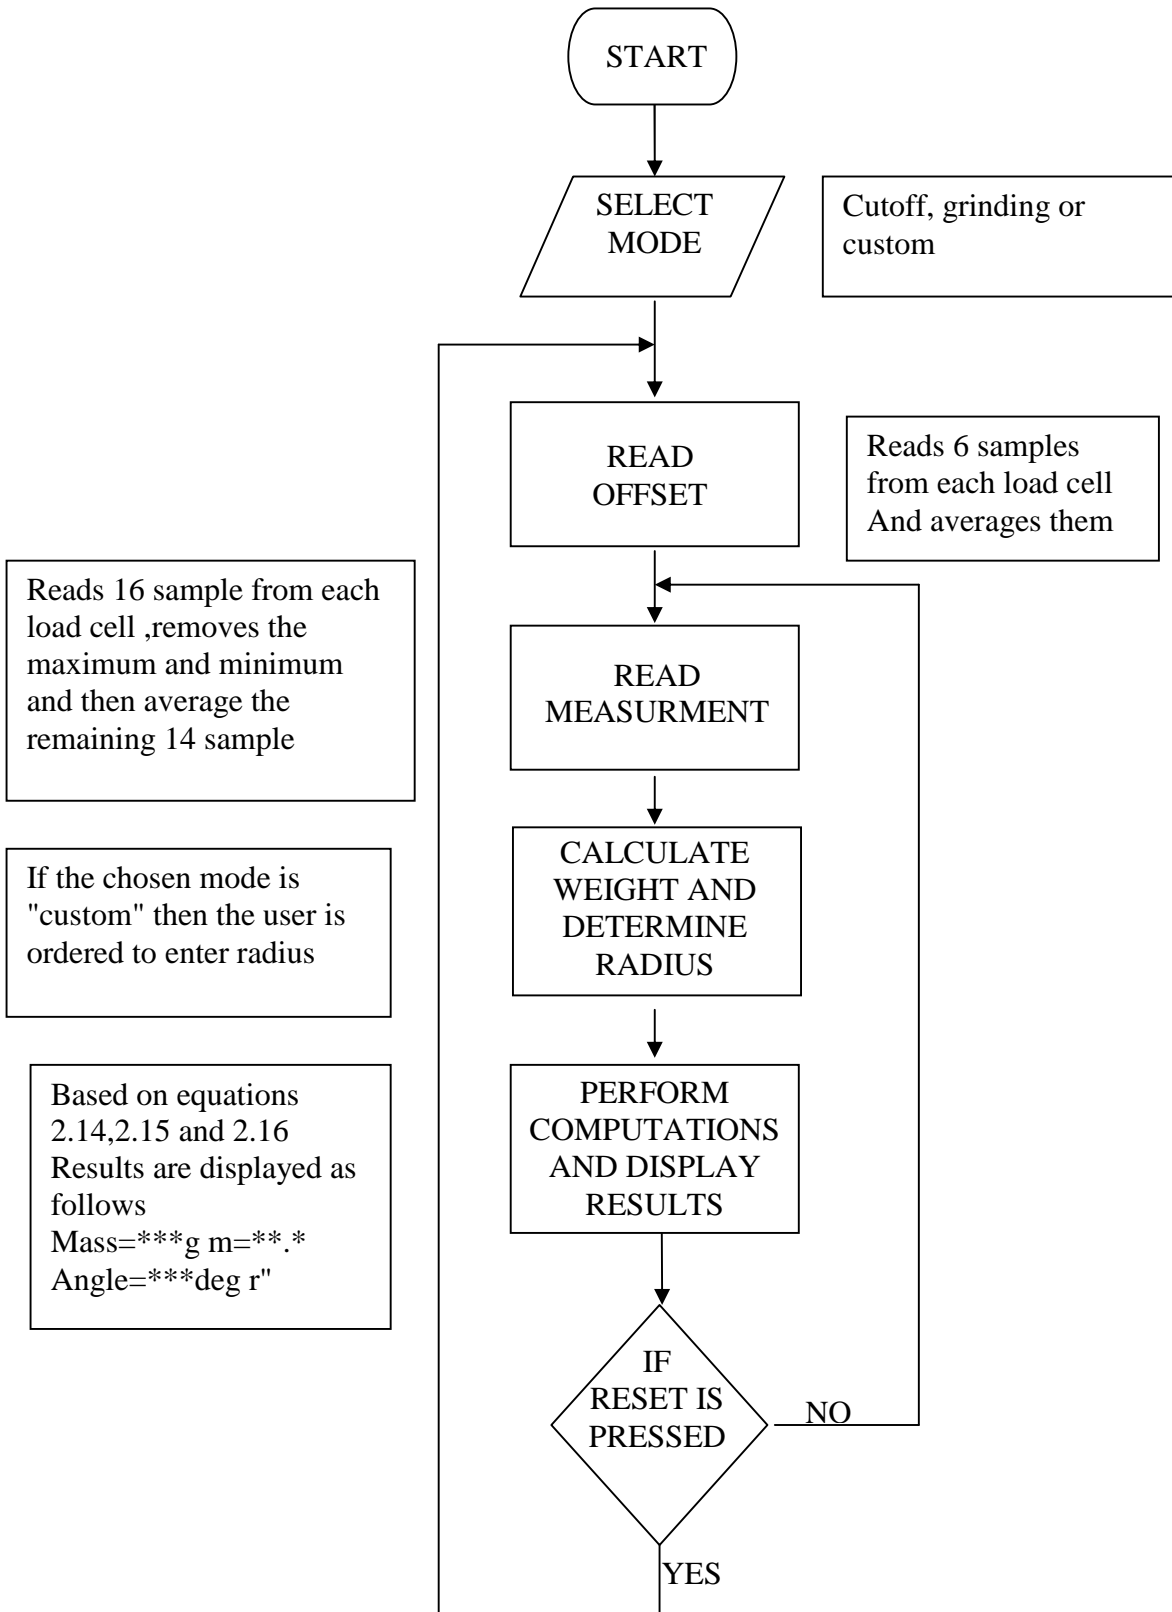 START
SELECT
MODE
Cutoff, grinding or
custom
READ
OFFSET
Reads 6 samples
from each load cell
And averages them
Reads 16 sample from each
load cell ,removes the
maximum and minimum
and then average the
remaining 14 sample
READ
MEASURMENT
If the chosen mode is
"custom" then the user is
ordered to enter radius
CALCULATE
WEIGHT AND
DETERMINE
RADIUS
Based on equations
2.14,2.15 and 2.16
Results are displayed as
follows
Mass=***g m=**.*
Angle=***deg r"
PERFORM
COMPUTATIONS
AND DISPLAY
RESULTS
IF
RESET IS
PRESSED
NO
YES